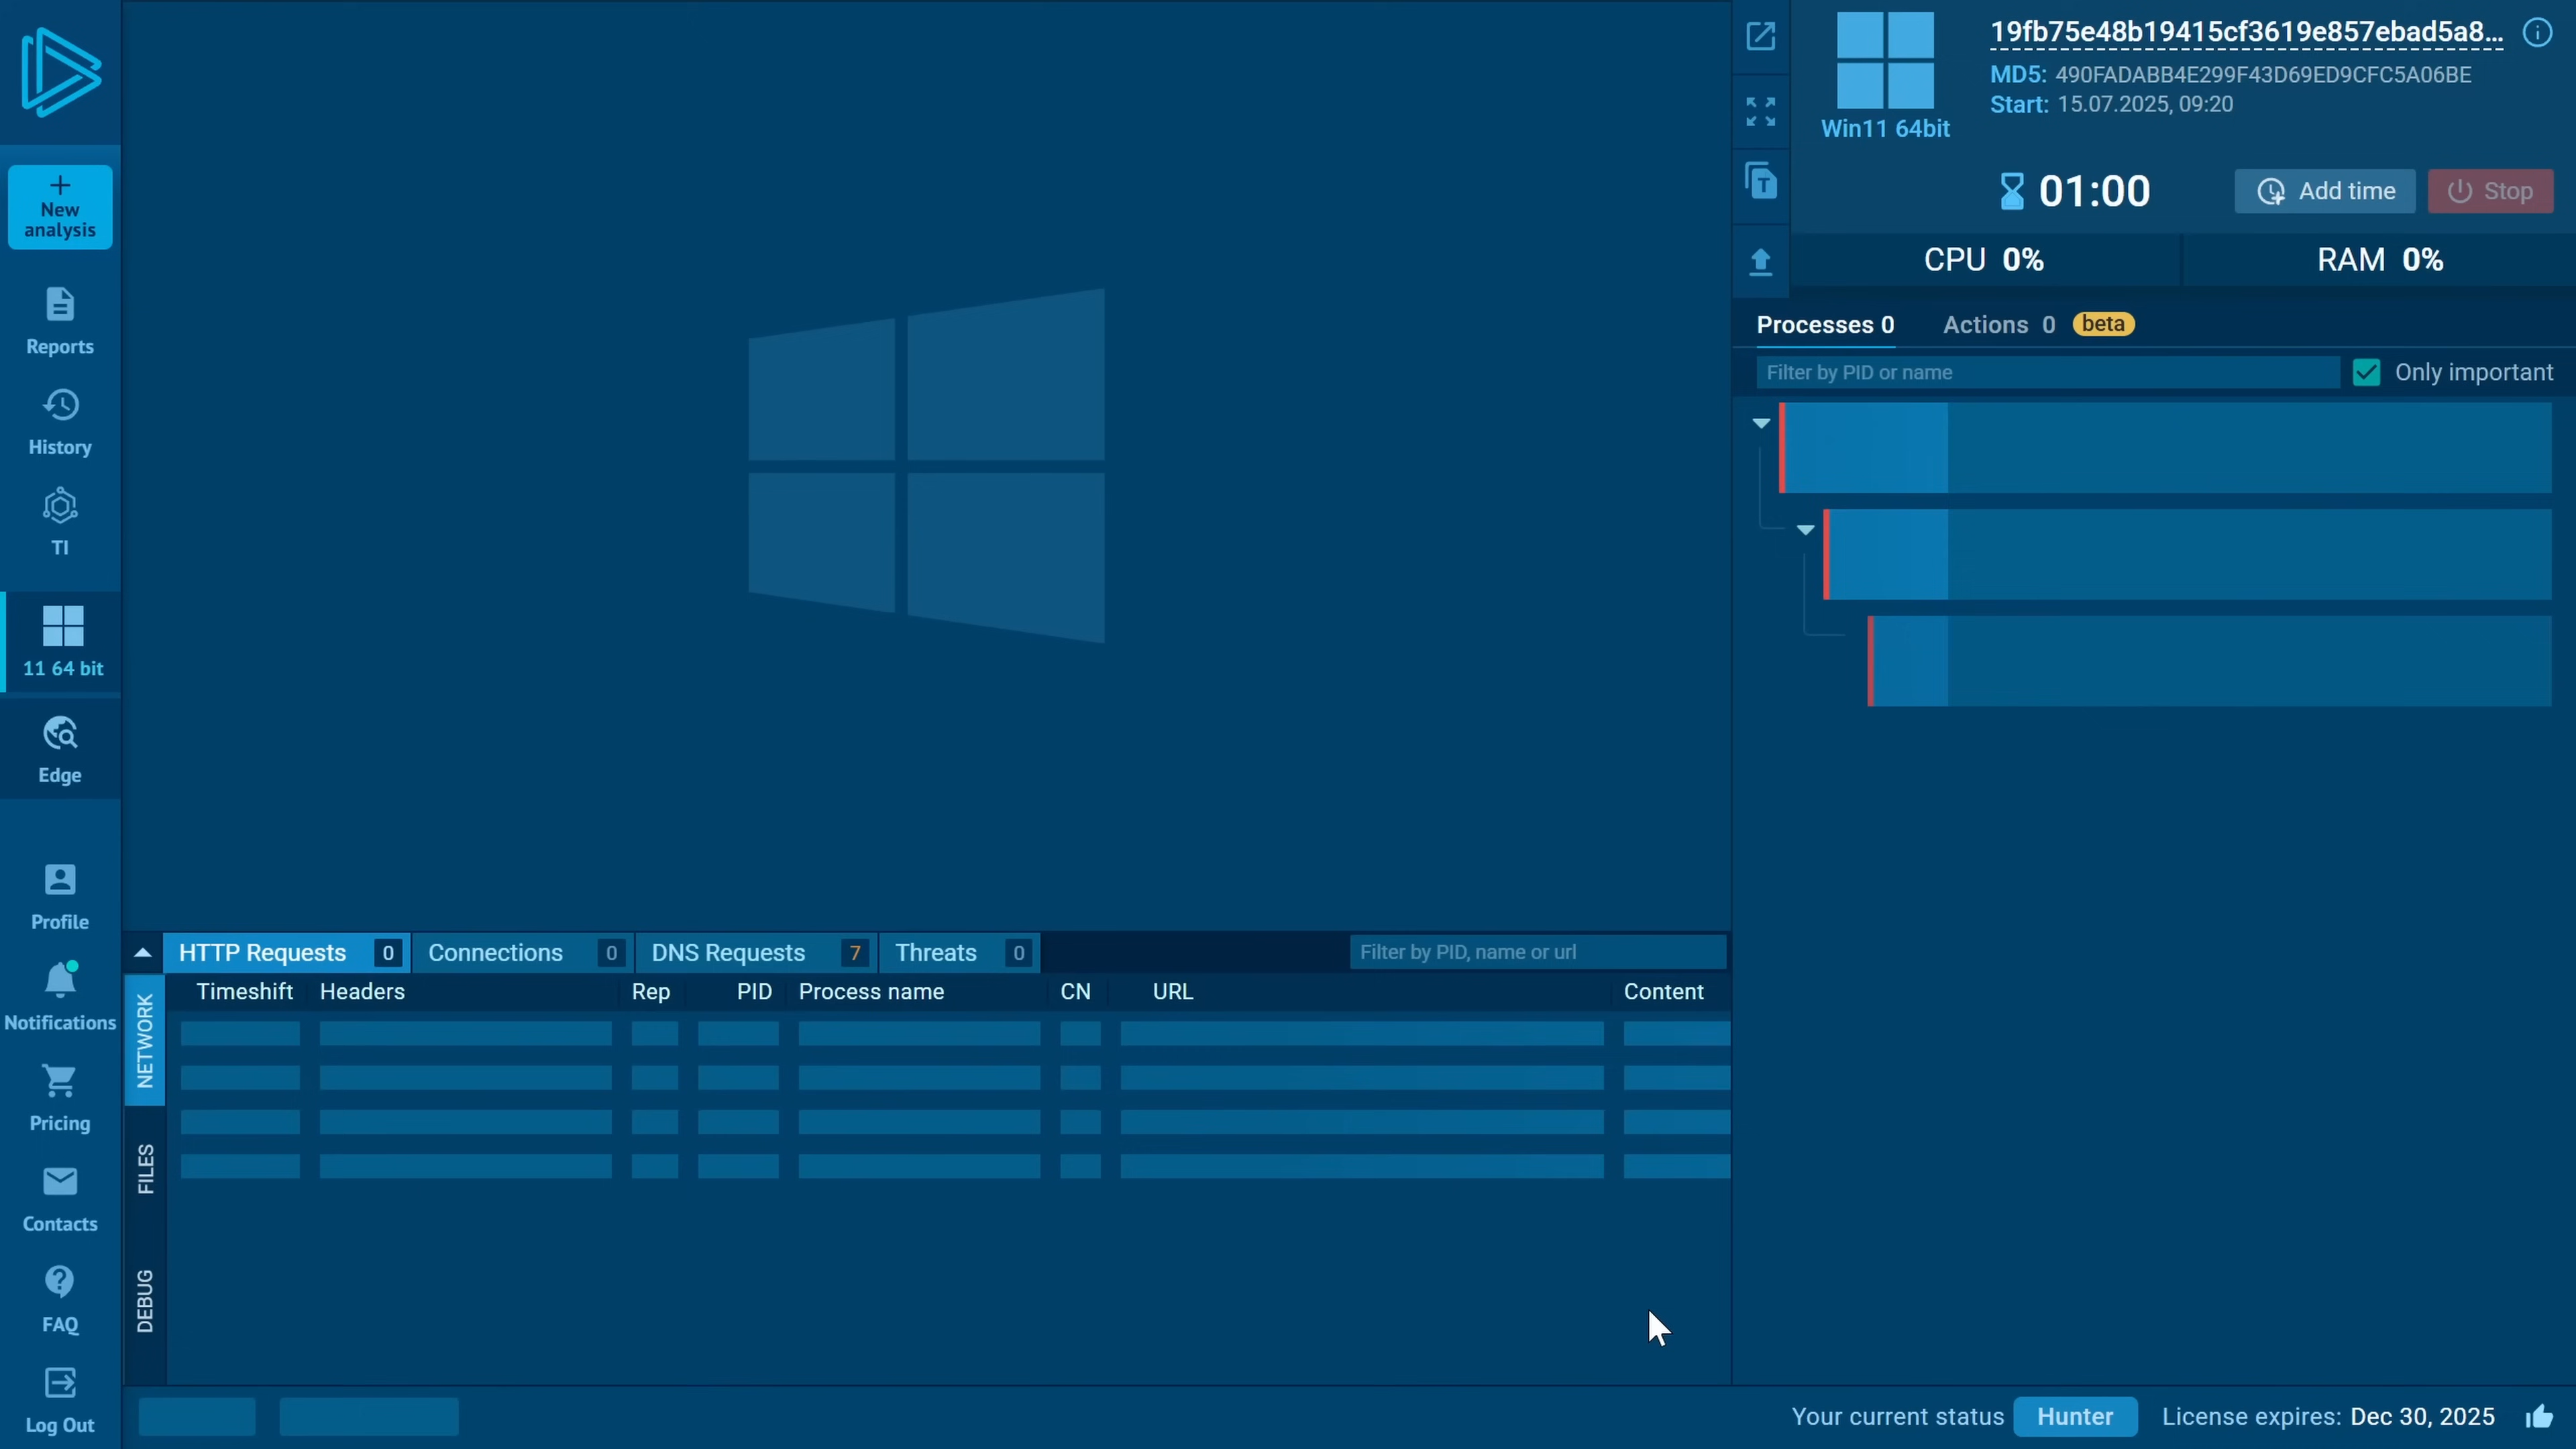 New
analysis
Reports
History
TI
11 64 bit
Edge
Profile
Notifications
Pricing
Contacts
FAQ
Log Out
Win11 64bit
19fb75e48b19415cf3619e857ebad5a8...
MD5: 490FADABB4E299F43D69ED9CFC5A06BE
Start: 15.07.2025, 09:20
01:00
Add time
Stop
CPU 0%
RAM 0%
Processes 0
Actions 0 beta
Filter by PID or name
Only important
HTTP Requests 0
Connections 0
DNS Requests 7
Threats 0
Filter by PID, name or url
NETWORK
FILES
DEBUG
Timeshift Headers Rep PID Process name CN URL Content
Your current status Hunter License expires: Dec 30, 2025